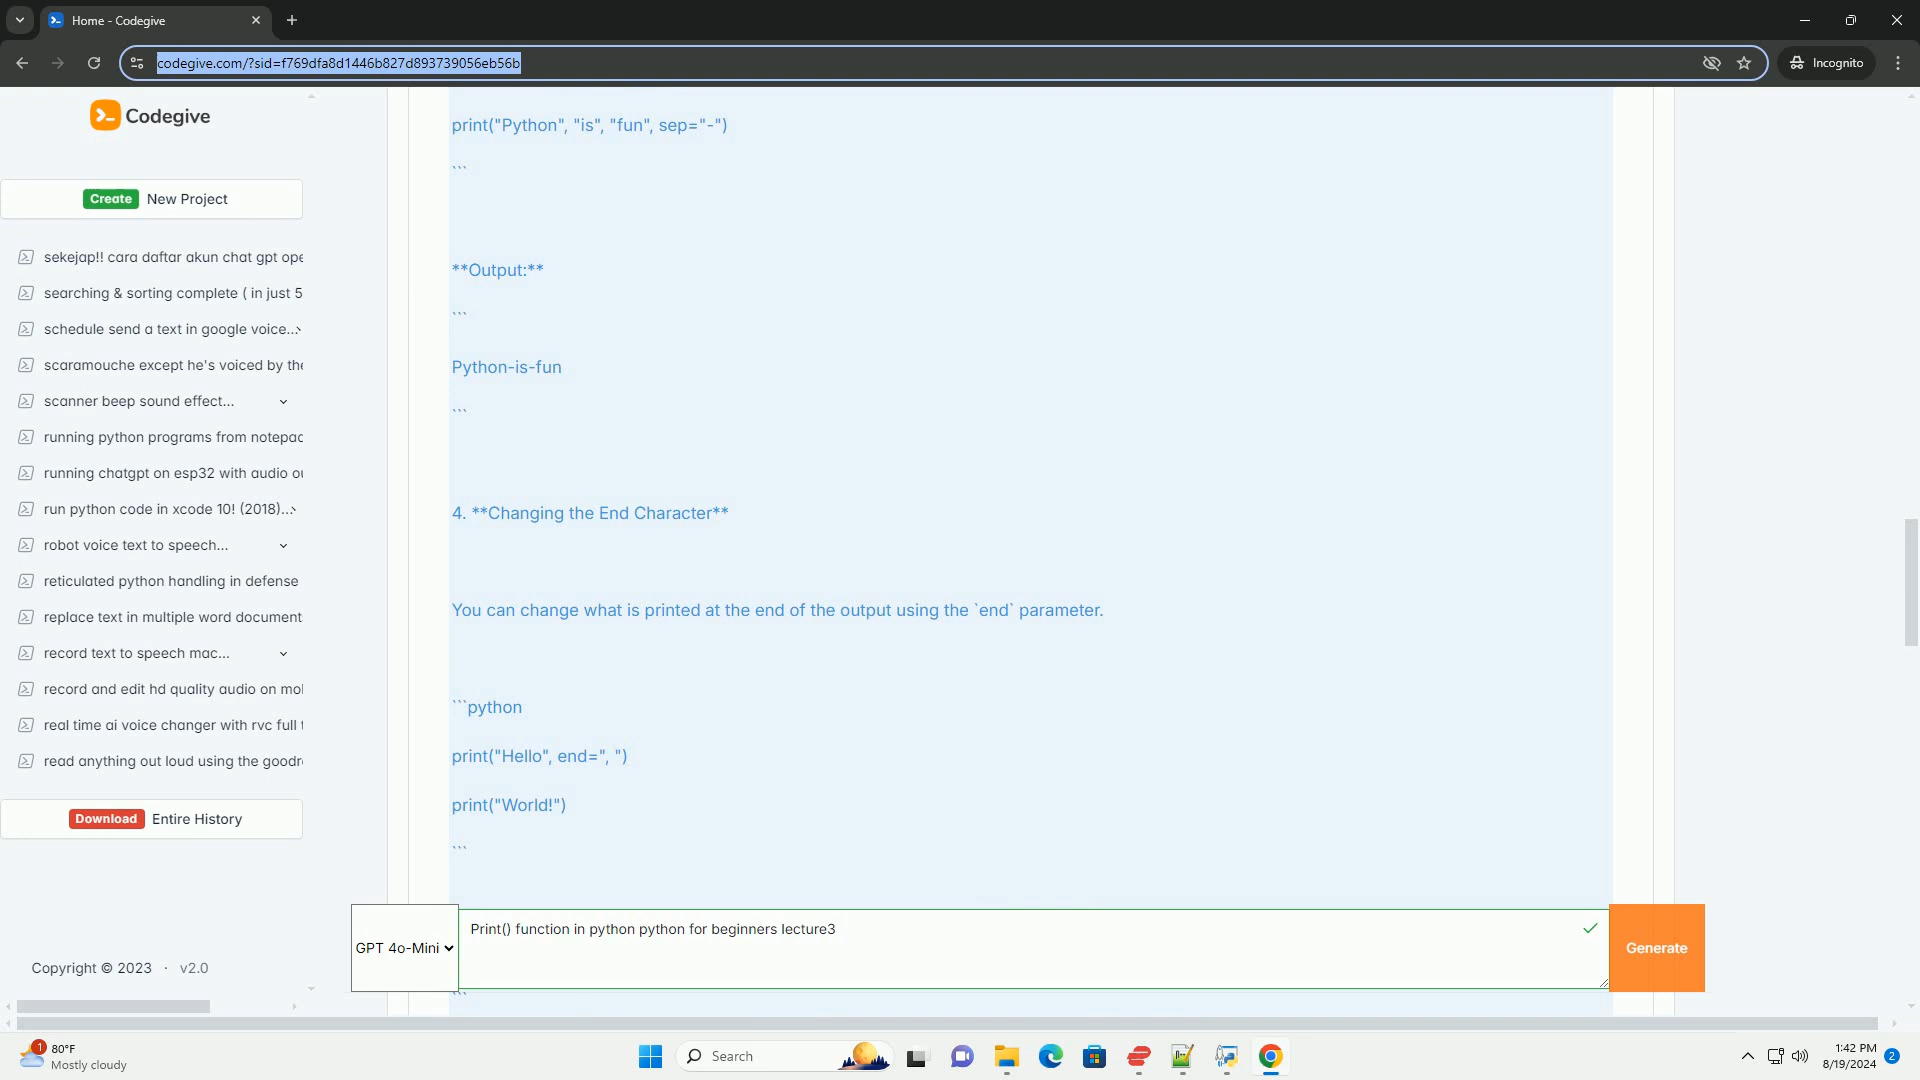 Home - Codegive
codegive.com/?sid=f769dfa8d1446b827d893739056eb56b
Incognito
Codegive
Create New Project
sekejap!! cara daftar akun chat gpt ope
searching & sorting complete ( in just 5
schedule send a text in google voice...
scaramouche except he's voiced by the
scanner beep sound effect...
running python programs from notepad
running chatgpt on esp32 with audio ou
run python code in xcode 10! (2018)...
robot voice text to speech...
reticulated python handling in defense
replace text in multiple word document
record text to speech mac...
record and edit hd quality audio on mob
real time ai voice changer with rvc full t
read anything out loud using the goodre
Download Entire History
Copyright © 2023 · v2.0
print("Python", "is", "fun", sep="-")
```
**Output:**
```
Python-is-fun
```
4. **Changing the End Character**
You can change what is printed at the end of the output using the `end` parameter.
```python
print("Hello", end=", ")
print("World!")
```
GPT 4o-Mini
Print() function in python python for beginners lecture3
Generate
```
1
80°F
Mostly cloudy
Search
1:42 PM
8/19/2024
2